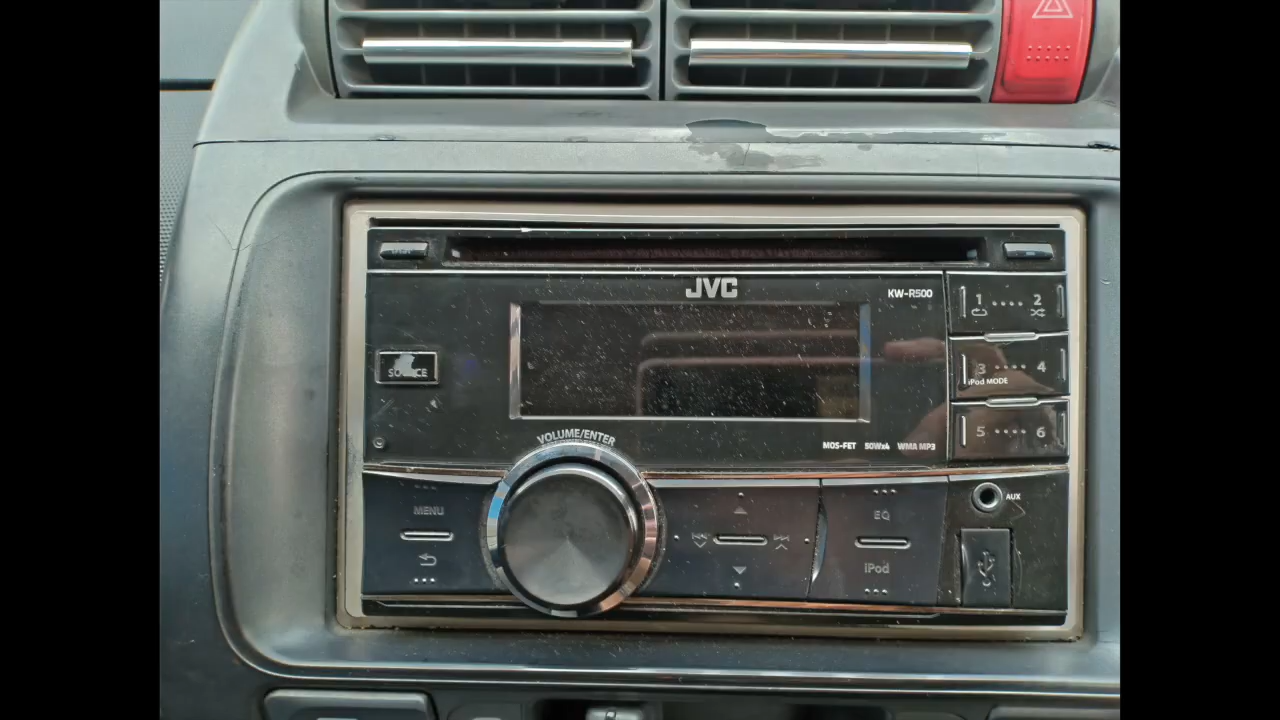 JVC
KW-R500
1 2
SOURCE
3 4
iPod MODE
5 6
VOLUME/ENTER
MOS-FET 50Wx4 WMA MP3
MENU
EQ
AUX
iPod